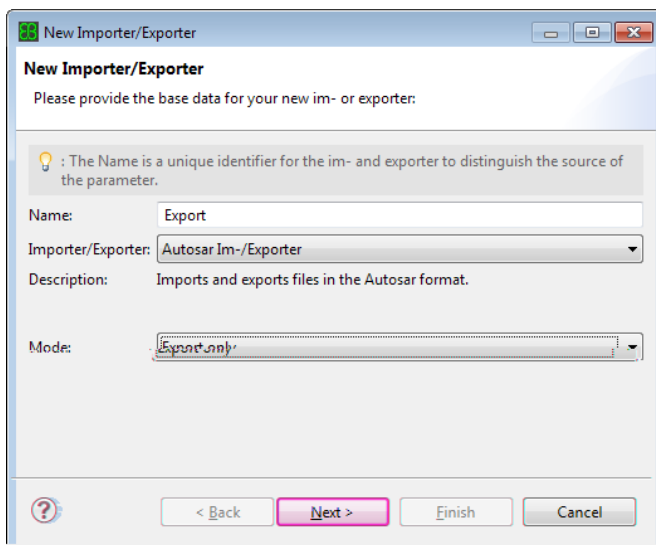 New Importer/Exporter
New Importer/Exporter
Please provide the base data for your new im- or exporter:
: The Name is a unique identifier for the im- and exporter to distinguish the source of
the parameter.
Name: Export
Importer/Exporter: Autosar Im-/Exporter
Description: Imports and exports files in the Autosar format.
Mode: Export only
< Back Next > Finish Cancel